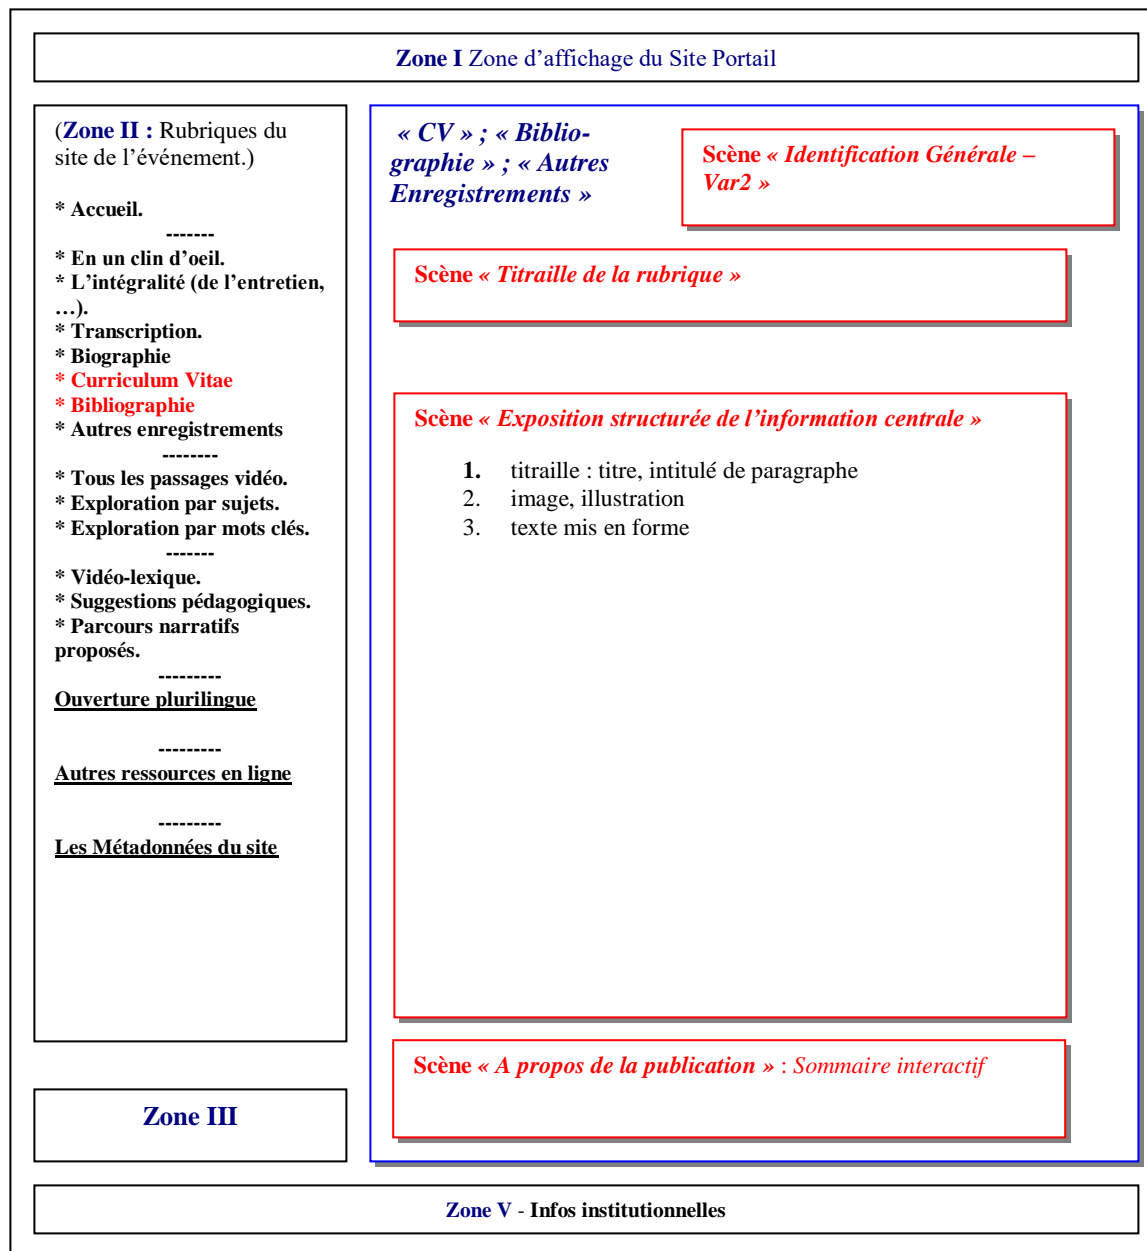 Zone I Zone d’affichage du Site Portail
(Zone II : Rubriques du
site de l’événement.)
* Accueil.
-------
* En un clin d’oeil.
* L’intégralité (de l’entretien,
…).
* Transcription.
* Biographie
* Curriculum Vitae
* Bibliographie
* Autres enregistrements
--------
* Tous les passages vidéo.
* Exploration par sujets.
* Exploration par mots clés.
-------
* Vidéo-lexique.
* Suggestions pédagogiques.
* Parcours narratifs
proposés.
---------
Ouverture plurilingue
---------
Autres ressources en ligne
---------
Les Métadonnées du site
Zone III
« CV » ; « Biblio-
graphie » ; « Autres
Enregistrements »
Scène « Identification Générale –
Var2 »
Scène « Titraille de la rubrique »
Scène « Exposition structurée de l’information centrale »
1. titraille : titre, intitulé de paragraphe
2. image, illustration
3. texte mis en forme
Scène « A propos de la publication » : Sommaire interactif
Zone V - Infos institutionnelles